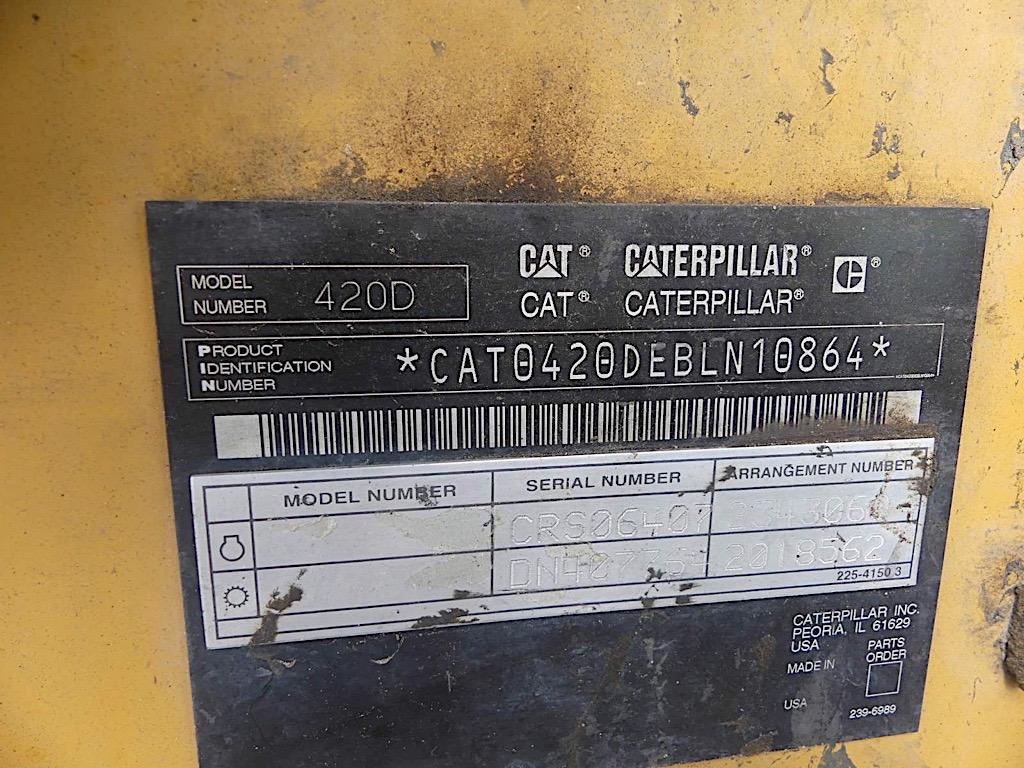 CAT® CATERPILLAR® ®
MODEL NUMBER 420D CAT® CATERPILLAR®
PRODUCT
IDENTIFICATION
NUMBER
*CAT0420DEBLN10864*
MODEL NUMBER SERIAL NUMBER ARRANGEMENT NUMBER
CRS06407
2018562
225-4150 3
CATERPILLAR INC.
PEORIA, IL 61629
USA
PARTS
ORDER
MADE IN
USA
239-6989